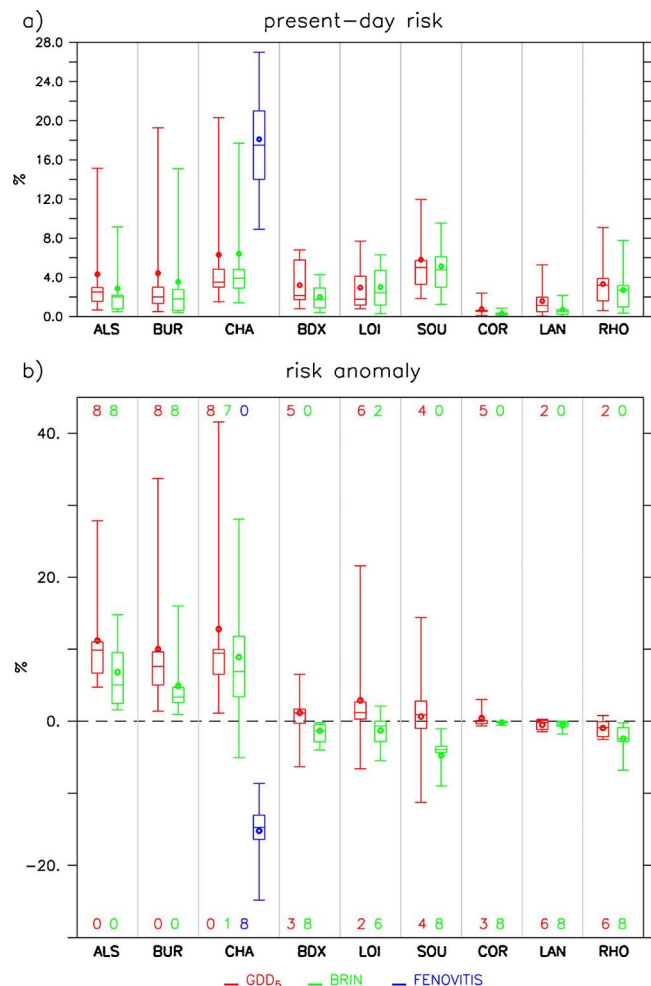 a) present-day risk
28.0
24.0
20.0
16.0
%
12.0
8.0
4.0
0.0
ALS BUR CHA BDX LOI SOU COR LAN RHO
b) risk anomaly
8 8 8 8 8 7 0 5 0 6 2 4 0 5 0 2 0 2 0
40.
20.
%
0.
-20.
0 0 0 0 0 1 8 3 8 2 6 4 8 3 8 6 8 6 8
ALS BUR CHA BDX LOI SOU COR LAN RHO
GDD₅ BRIN FENOVITIS